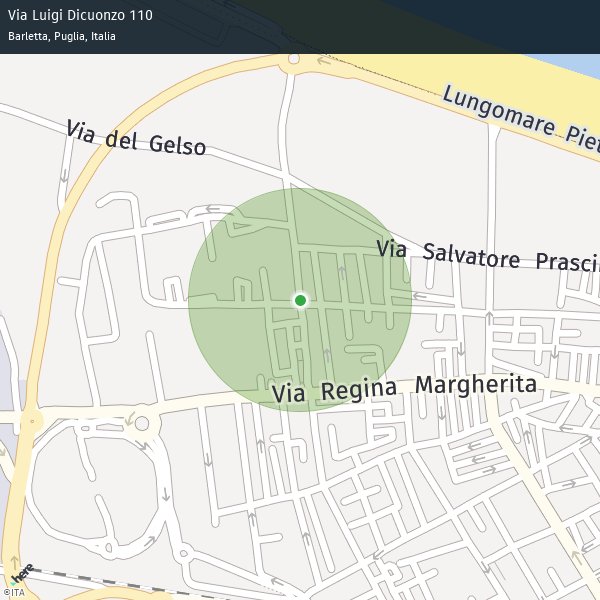 Via Luigi Dicuonzo 110
Barletta, Puglia, Italia
Lungomare Piet
Via del Gelso
Via Salvatore Prascin
Via Regina Margherita
here
©ITA